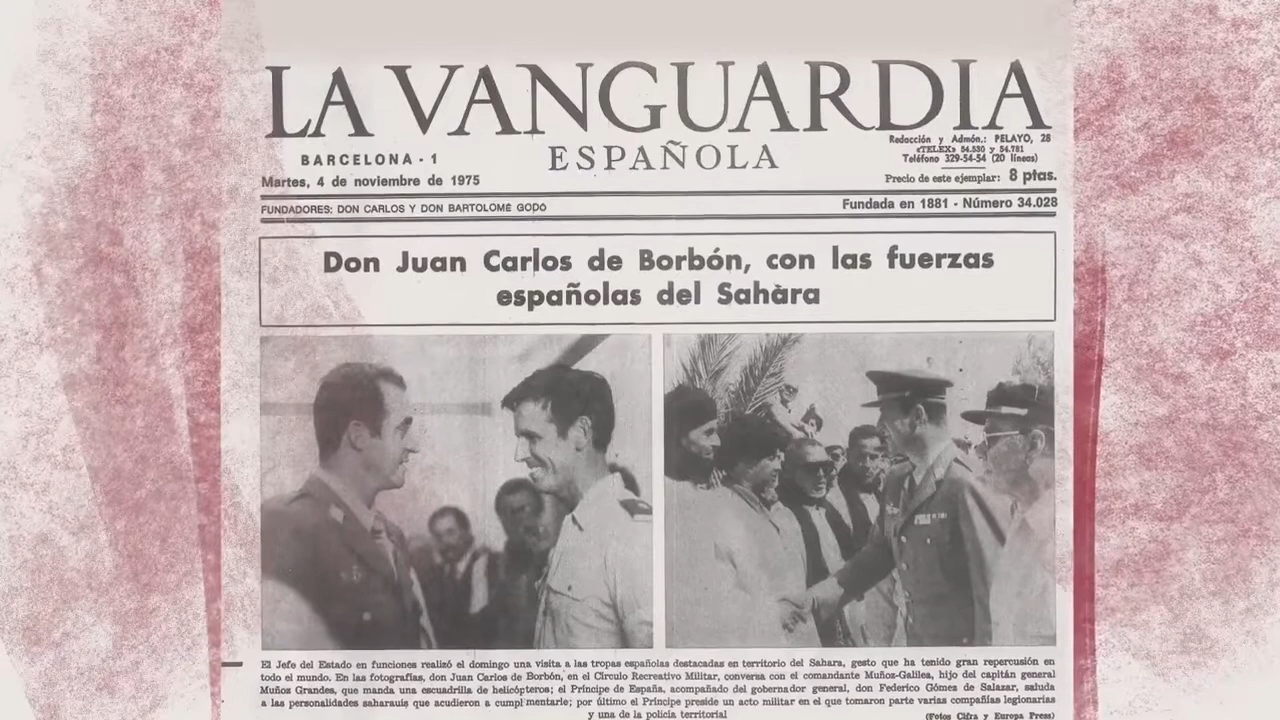 LA VANGUARDIA
ESPAÑOLA
BARCELONA - 1
Martes, 4 de noviembre de 1975
Redacción y Admón.: PELAYO, 28
«TELEX» 54.530 y 54.781
Teléfono 329-54-54 (20 líneas)
Precio de este ejemplar: 8 ptas.
FUNDADORES: DON CARLOS Y DON BARTOLOME GODÓ
Fundada en 1881 - Número 34.028
Don Juan Carlos de Borbón, con las fuerzas
españolas del Sahàra
El Jefe del Estado en funciones realizó el domingo una visita a las tropas españolas destacadas en territorio del Sahara, gesto que ha tenido gran repercusión en
todo el mundo. En las fotografías, don Juan Carlos de Borbón, en el Círculo Recreativo Militar, conversa con el comandante Muñoz-Galilea, hijo del capitán general
Muñoz Grandes, que manda una escuadrilla de helicópteros; el Príncipe de España, acompañado del gobernador general, don Federico Gómes de Salazar, saluda
a las personalidades saharauis que acudieron a cumplmentarle; por último el Príncipe preside un acto militar en el que tomaron parte varias compañías legionarias
y una de la policía territorial
(Fotos Cifra y Europa Press)